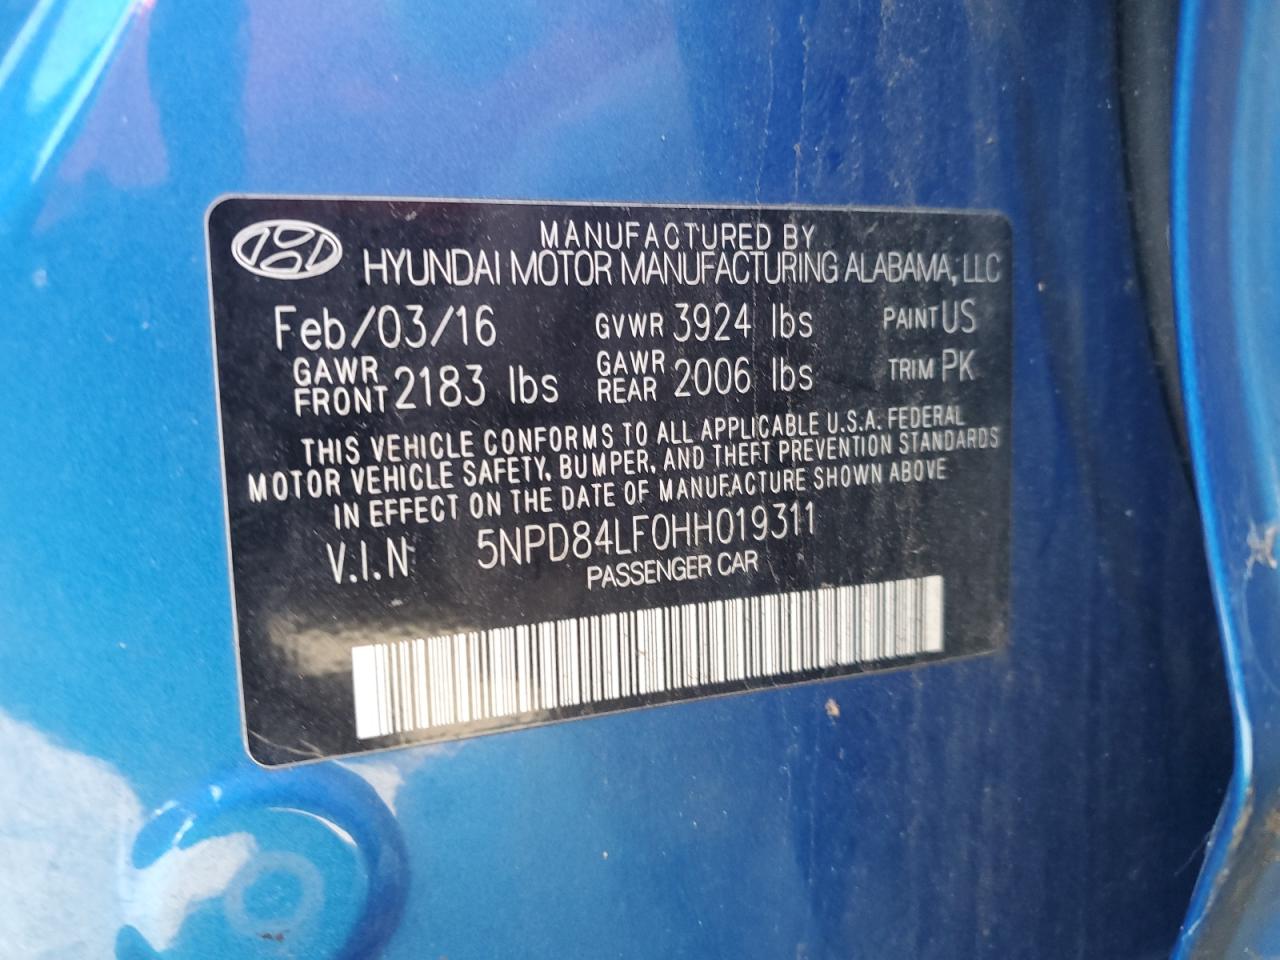 MANUFACTURED BY
HYUNDAI MOTOR MANUFACTURING ALABAMA, LLC
Feb/03/16 GVWR 3924 lbs PAINT US
GAWR FRONT 2183 lbs GAWR REAR 2006 lbs TRIM PK
THIS VEHICLE CONFORMS TO ALL APPLICABLE U.S.A. FEDERAL
MOTOR VEHICLE SAFETY, BUMPER, AND THEFT PREVENTION STANDARDS
IN EFFECT ON THE DATE OF MANUFACTURE SHOWN ABOVE
V.I.N 5NPD84LF0HH019311
PASSENGER CAR